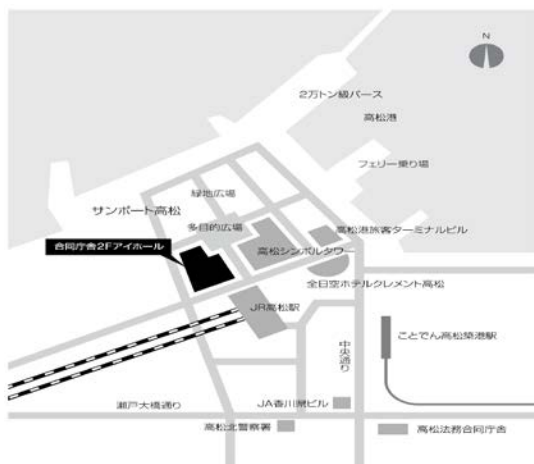 N
2万トン級バース
高松港
フェリー乗り場
緑地広場
サンポート高松
多目的広場
高松港旅客ターミナルビル
合同庁舎2Fアイホール
高松シンボルタワー
全日空ホテルクレメント高松
JR高松駅
中央通り
ことでん高松築港駅
瀬戸大橋通り
JA香川県ビル
高松北警察署
高松法務合同庁舎